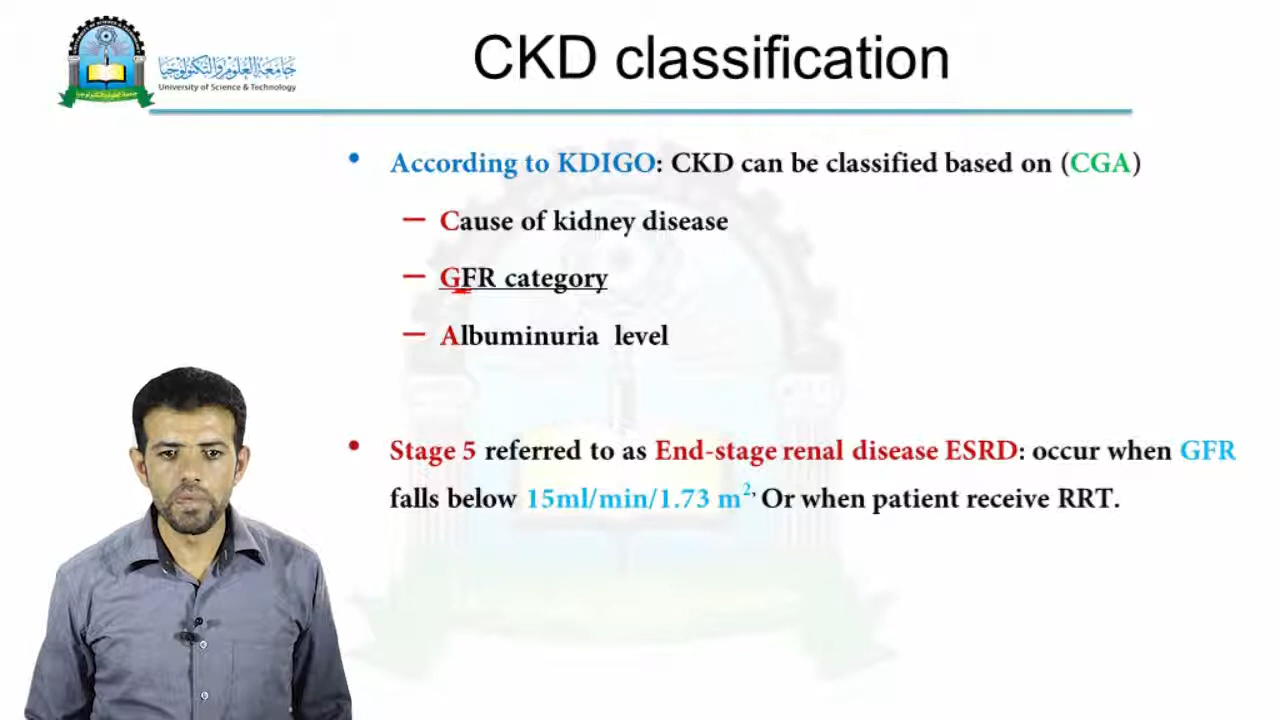 CKD classification
جامعة العلوم والتكنولوجيا
University of Science & Technology
• According to KDIGO: CKD can be classified based on (CGA)
– Cause of kidney disease
– GFR category
– Albuminuria level
• Stage 5 referred to as End-stage renal disease ESRD: occur when GFR
falls below 15ml/min/1.73 m², Or when patient receive RRT.